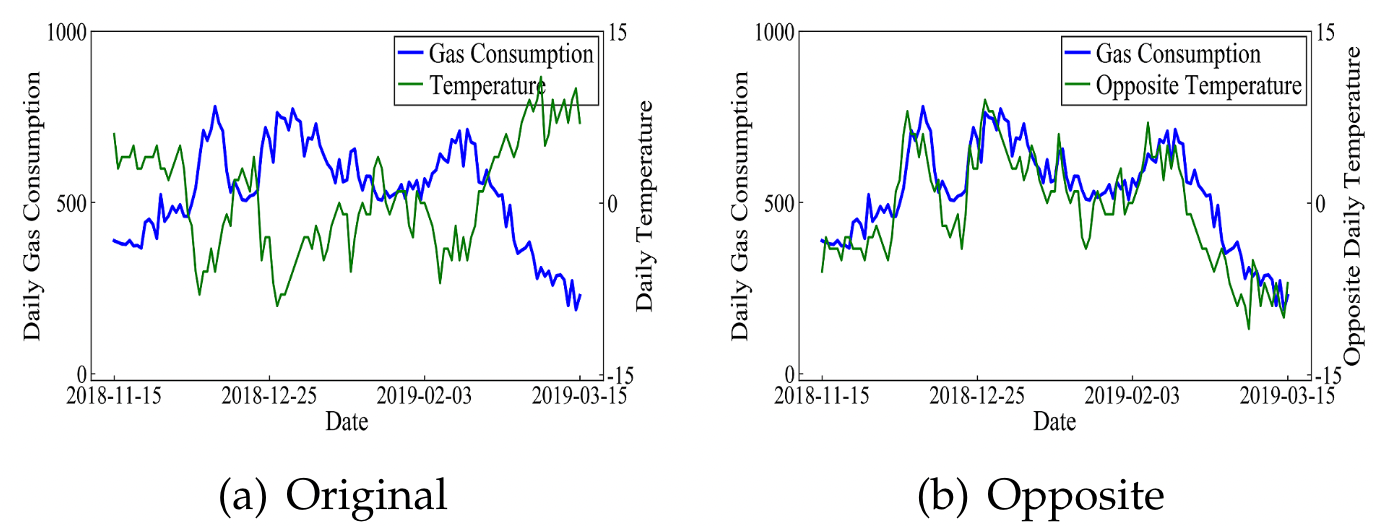 1000
500
0
Daily Gas Consumption
15
0
-15
Daily Temperature
Gas Consumption
Temperature
2018-11-15
2018-12-25
2019-02-03
2019-03-15
Date
(a) Original
1000
500
0
Daily Gas Consumption
15
0
-15
Opposite Daily Temperature
Gas Consumption
Opposite Temperature
2018-11-15
2018-12-25
2019-02-03
2019-03-15
Date
(b) Opposite